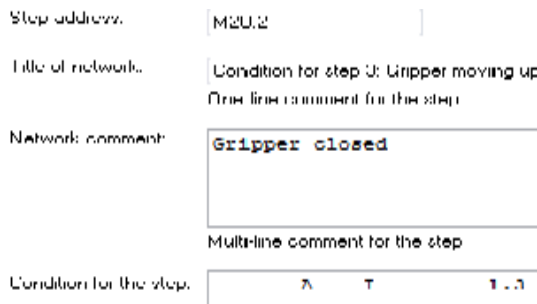 Step address:
M20.2
Title of network:
Condition for step 3: Gripper moving up
One-line comment for the step
Network comment:
Gripper closed
Multi-line comment for the step
Condition for the step:
A I